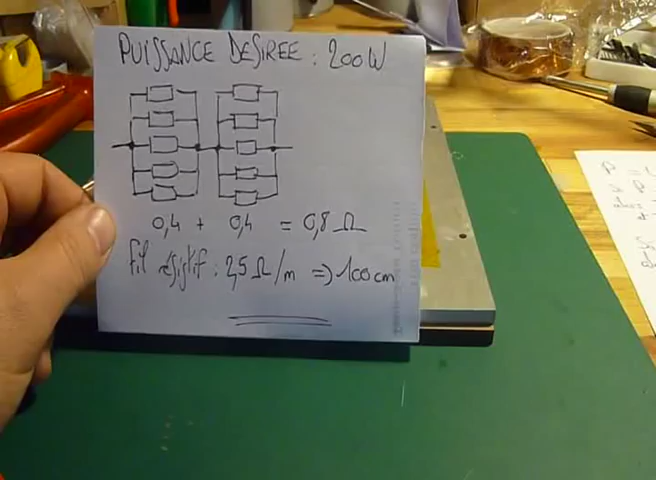 PUISSANCE DESIREE : 200W
0,4 + 0,4 = 0,8 Ω
Fil résistif : 2,5 Ω/m => 100 cm